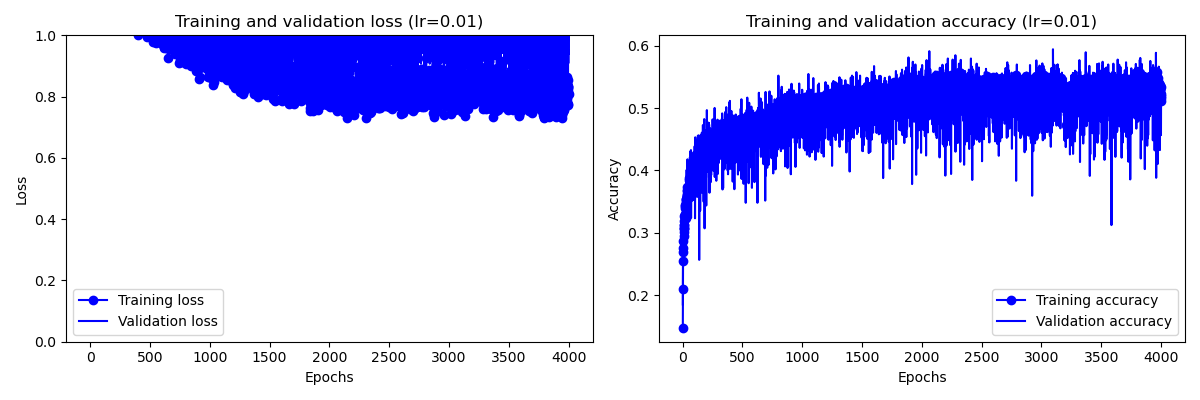 Training and validation loss (lr=0.01)
1.0
0.8
0.6
0.4
0.2
0.0
Loss
Training loss
Validation loss
0 500 1000 1500 2000 2500 3000 3500 4000
Epochs
Training and validation accuracy (lr=0.01)
0.6
0.5
0.4
0.3
0.2
Accuracy
Training accuracy
Validation accuracy
0 500 1000 1500 2000 2500 3000 3500 4000
Epochs